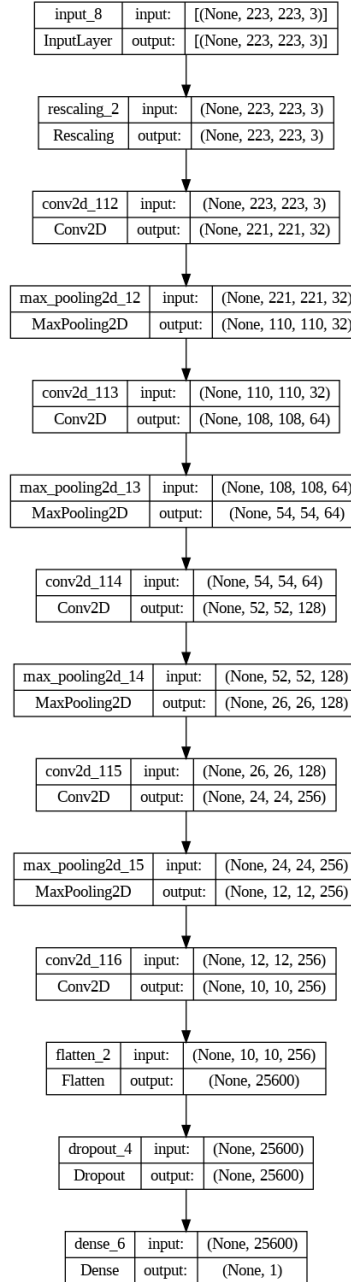 input_8 input: [(None, 223, 223, 3)]
InputLayer output: [(None, 223, 223, 3)]
rescaling_2 input: (None, 223, 223, 3)
Rescaling output: (None, 223, 223, 3)
conv2d_112 input: (None, 223, 223, 3)
Conv2D output: (None, 221, 221, 32)
max_pooling2d_12 input: (None, 221, 221, 32)
MaxPooling2D output: (None, 110, 110, 32)
conv2d_113 input: (None, 110, 110, 32)
Conv2D output: (None, 108, 108, 64)
max_pooling2d_13 input: (None, 108, 108, 64)
MaxPooling2D output: (None, 54, 54, 64)
conv2d_114 input: (None, 54, 54, 64)
Conv2D output: (None, 52, 52, 128)
max_pooling2d_14 input: (None, 52, 52, 128)
MaxPooling2D output: (None, 26, 26, 128)
conv2d_115 input: (None, 26, 26, 128)
Conv2D output: (None, 24, 24, 256)
max_pooling2d_15 input: (None, 24, 24, 256)
MaxPooling2D output: (None, 12, 12, 256)
conv2d_116 input: (None, 12, 12, 256)
Conv2D output: (None, 10, 10, 256)
flatten_2 input: (None, 10, 10, 256)
Flatten output: (None, 25600)
dropout_4 input: (None, 25600)
Dropout output: (None, 25600)
dense_6 input: (None, 25600)
Dense output: (None, 1)